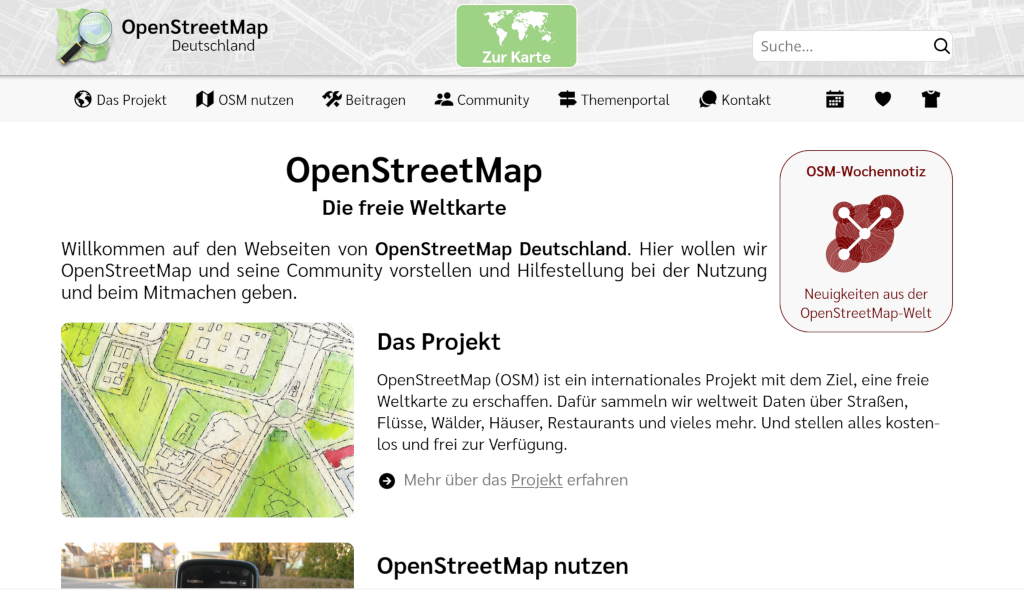 OpenStreetMap
Deutschland
Zur Karte
Suche...
Das Projekt
OSM nutzen
Beitragen
Community
Themenportal
Kontakt
OpenStreetMap
Die freie Weltkarte
Willkommen auf den Webseiten von OpenStreetMap Deutschland. Hier wollen wir
OpenStreetMap und seine Community vorstellen und Hilfestellung bei der Nutzung
und beim Mitmachen geben.
OSM-Wochennotiz
Neuigkeiten aus der
OpenStreetMap-Welt
Das Projekt
OpenStreetMap (OSM) ist ein internationales Projekt mit dem Ziel, eine freie
Weltkarte zu erschaffen. Dafür sammeln wir weltweit Daten über Straßen,
Flüsse, Wälder, Häuser, Restaurants und vieles mehr. Und stellen alles kosten-
los und frei zur Verfügung.
Mehr über das Projekt erfahren
OpenStreetMap nutzen